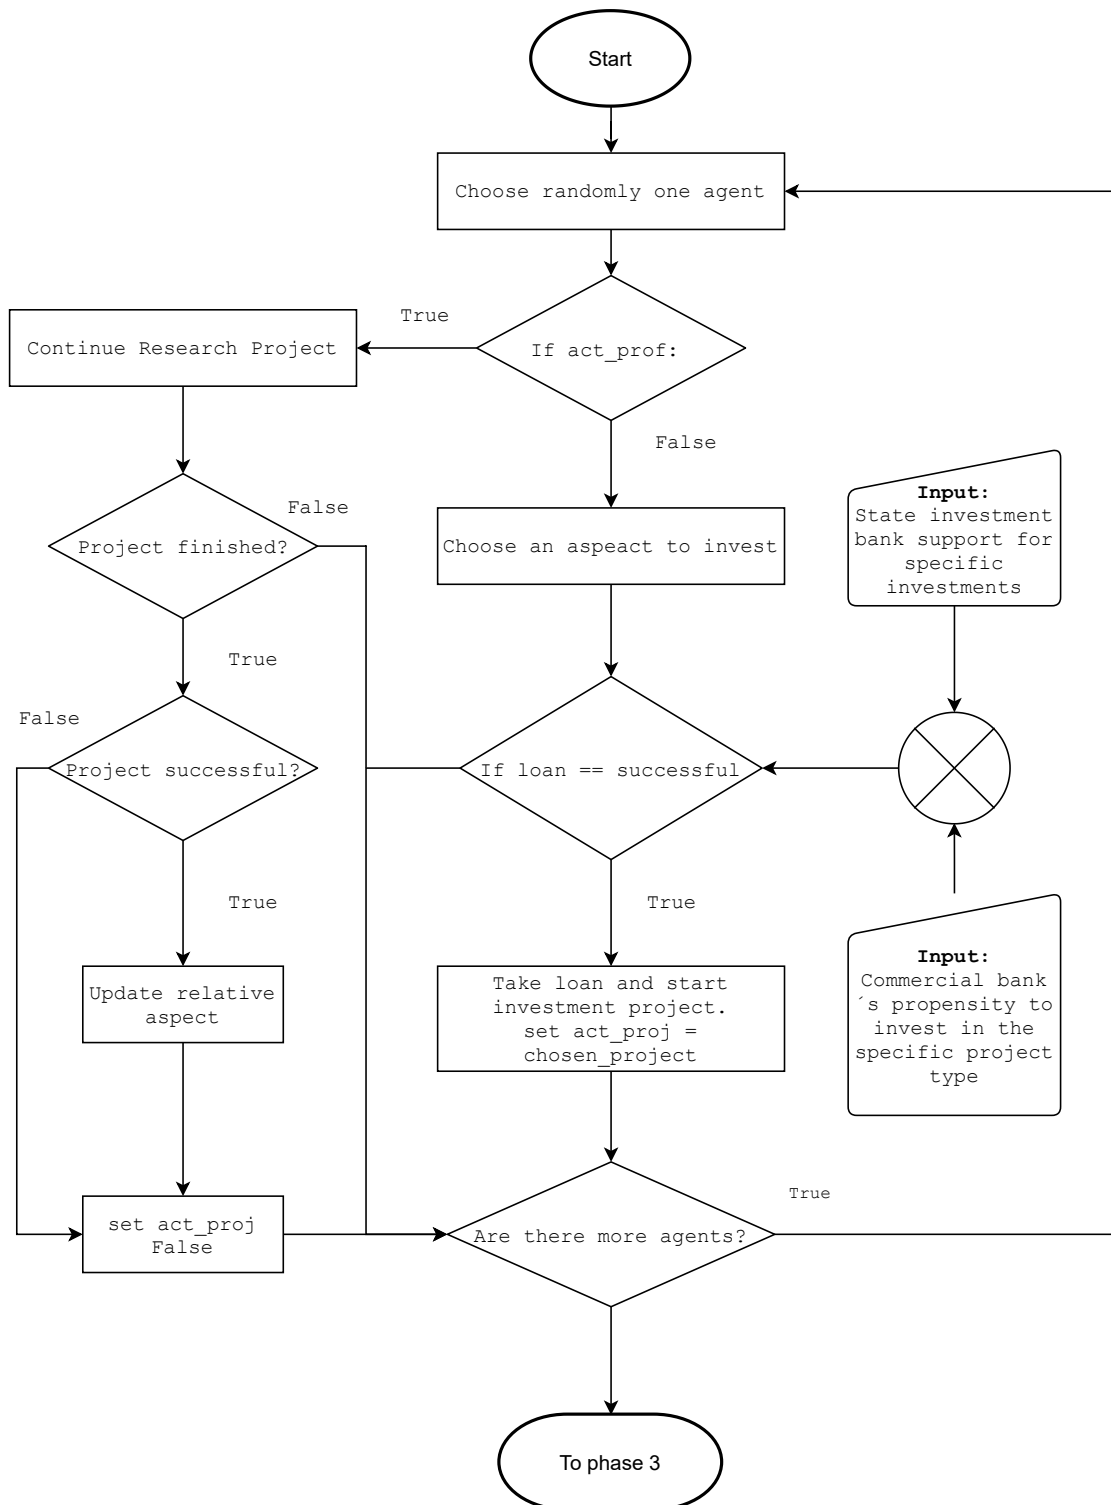 Start
Choose randomly one agent
True
If act_prof:
Continue Research Project
False
False
Input:
State investment
bank support for
specific
investments
Project finished?
Choose an aspeact to invest
True
False
Project successful?
If loan == successful
True
True
Input:
Commercial bank
´s propensity to
invest in the
specific project
type
Update relative
aspect
Take loan and start
investment project.
set act_proj =
chosen_project
True
set act_proj
False
Are there more agents?
To phase 3